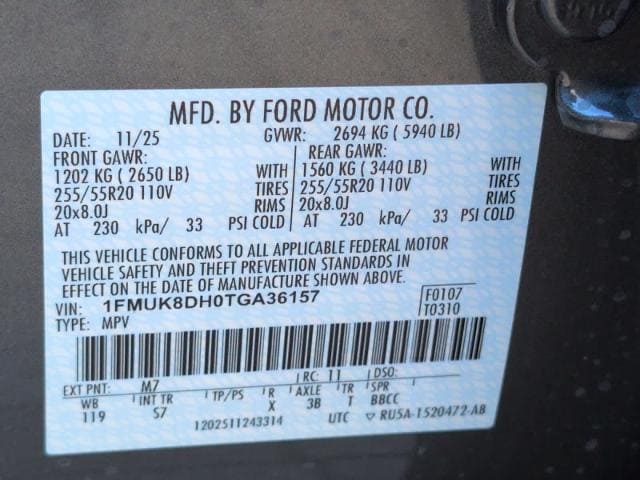 MFD. BY FORD MOTOR CO.
DATE: 11/25 GVWR: 2694 KG ( 5940 LB)
FRONT GAWR: REAR GAWR:
1202 KG ( 2650 LB) WITH 1560 KG ( 3440 LB) WITH
255/55R20 110V TIRES 255/55R20 110V TIRES
20x8.0J RIMS 20x8.0J RIMS
AT 230 kPa/ 33 PSI COLD AT 230 kPa/ 33 PSI COLD
THIS VEHICLE CONFORMS TO ALL APPLICABLE FEDERAL MOTOR
VEHICLE SAFETY AND THEFT PREVENTION STANDARDS IN
EFFECT ON THE DATE OF MANUFACTURE SHOWN ABOVE.
VIN: 1FMUK8DH0TGA36157 F0107
TYPE: MPV T0310
EXT PNT: M7 RC: 11 DSO:
WB INT TR TP/PS R AXLE TR SPR
119 S7 X 3B T BBCC
1202511243314 UTC ▽ RU5A-1520472-AB